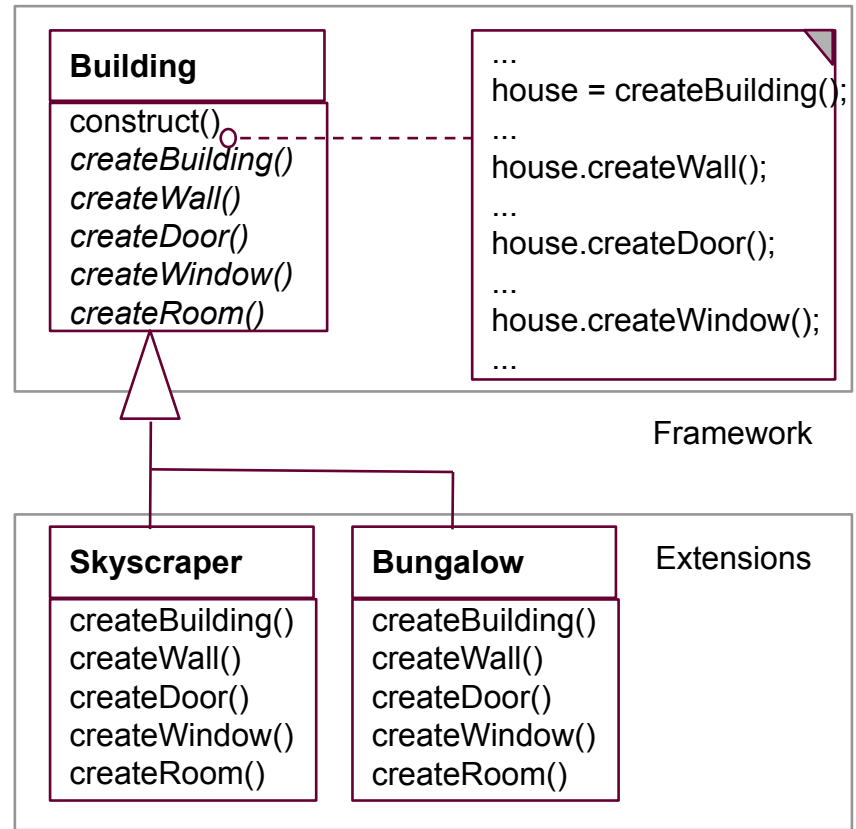 Building
construct()
createBuilding()
createWall()
createDoor()
createWindow()
createRoom()
...
house = createBuilding();
...
house.createWall();
...
house.createDoor();
...
house.createWindow();
...
Framework
Extensions
Skyscraper
createBuilding()
createWall()
createDoor()
createWindow()
createRoom()
Bungalow
createBuilding()
createWall()
createDoor()
createWindow()
createRoom()